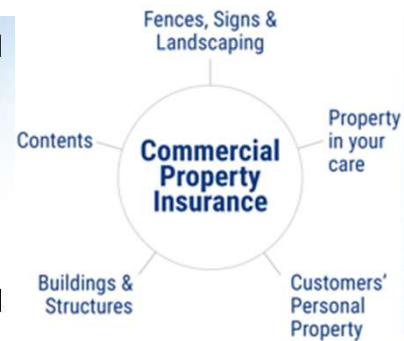 Fences, Signs &
Landscaping
Contents
Commercial
Property
Insurance
Property
in your
care
Buildings &
Structures
Customers'
Personal
Property